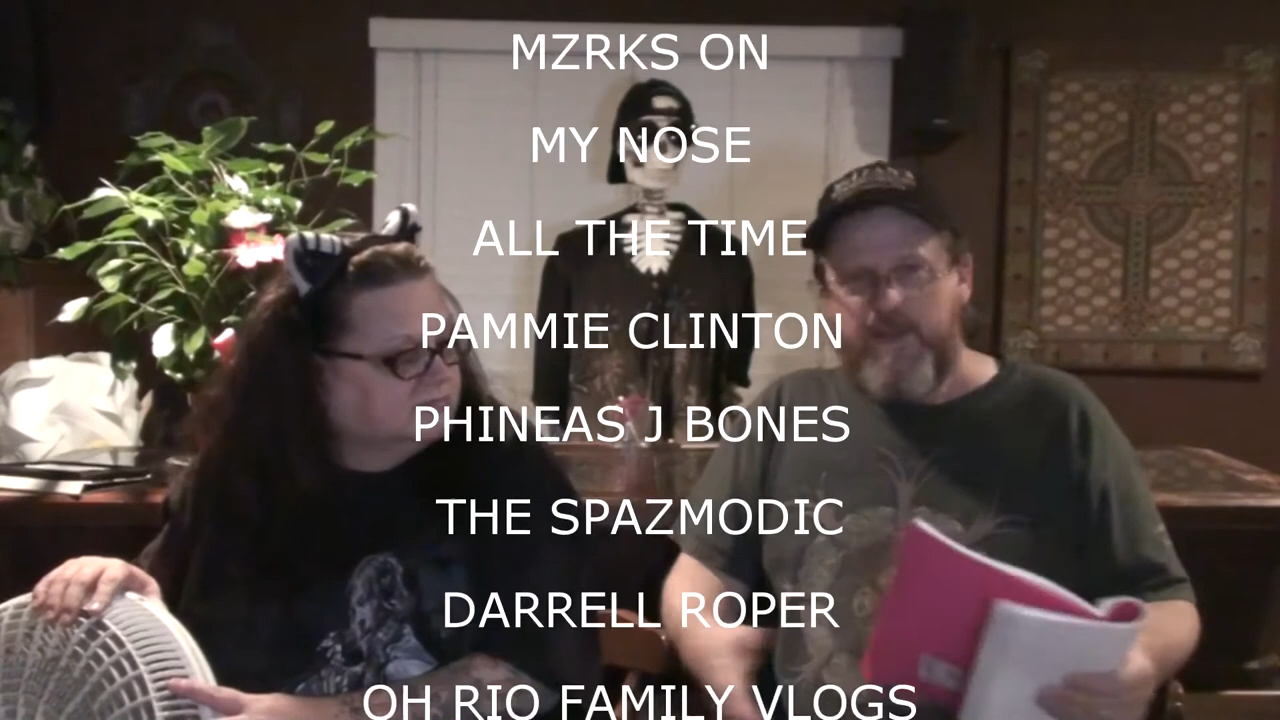 MZRKS ON
MY NOSE
ALL THE TIME
PAMMIE CLINTON
PHINEAS J BONES
THE SPAZMODIC
DARRELL ROPER
OH RIO FAMILY VLOGS